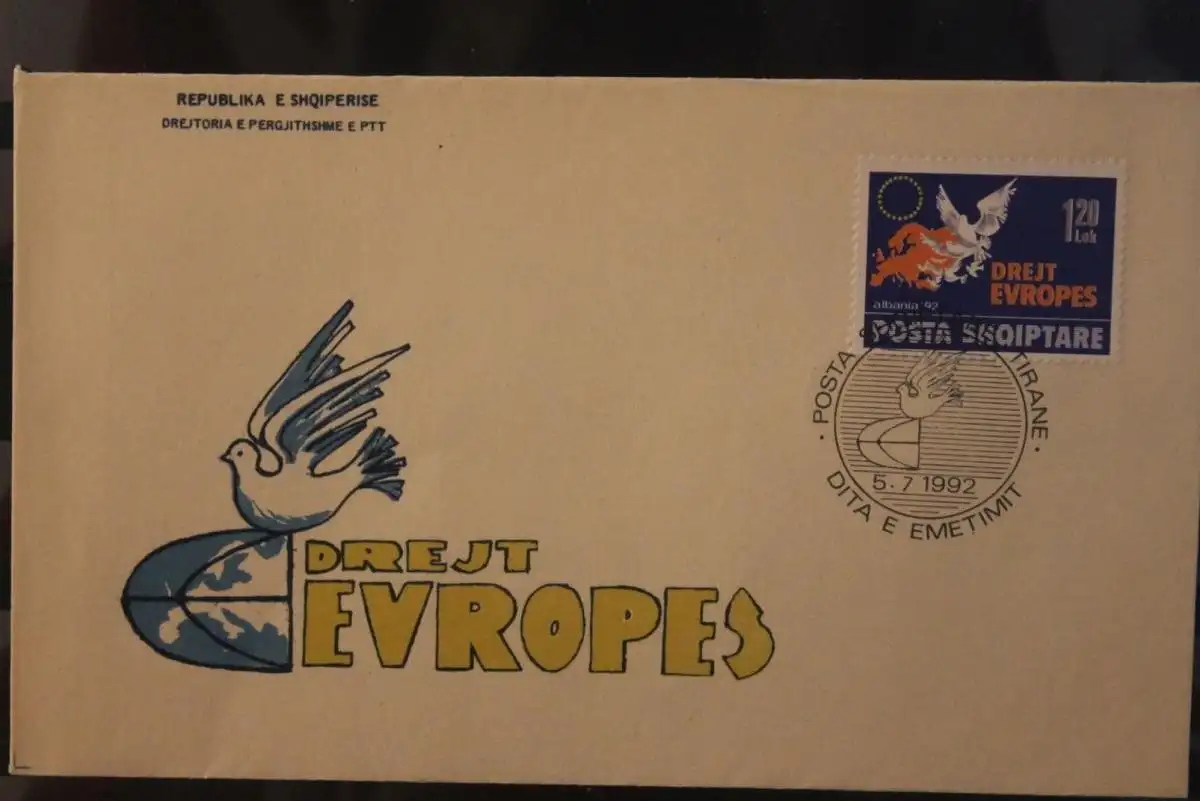 REPUBLIKA E SHQIPERISE
DREJTORIA E PERGJITHSHME E PTT
1.20
Lek
DREJT
EVROPES
albania '92
POSTA SHQIPTARE
POSTA
TIRANE
5.7 1992
DITA E EMETIMIT
DREJT
EVROPES